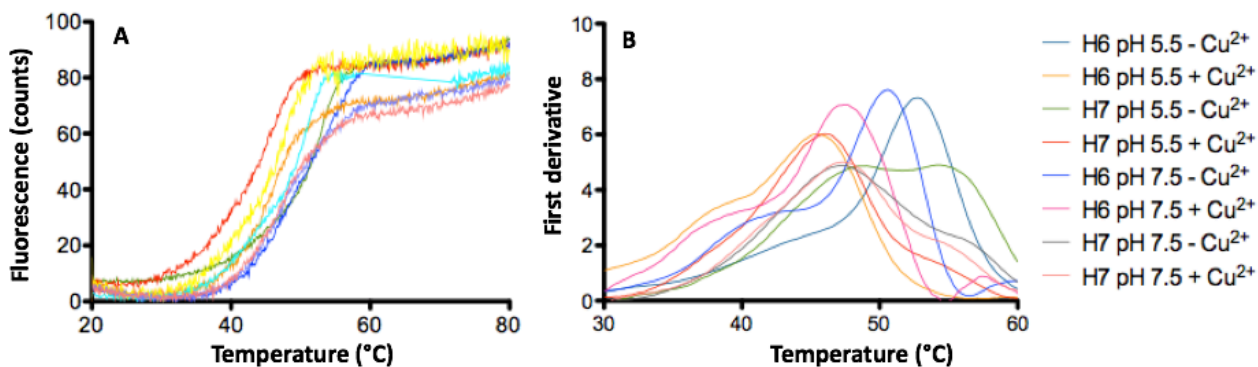 A
Fluorescence (counts)
100
80
60
40
20
0
20 40 60 80
Temperature (°C)
B
First derivative
10
8
6
4
2
0
30 40 50 60
Temperature (°C)
H6 pH 5.5 - Cu²⁺
H6 pH 5.5 + Cu²⁺
H7 pH 5.5 - Cu²⁺
H7 pH 5.5 + Cu²⁺
H6 pH 7.5 - Cu²⁺
H6 pH 7.5 + Cu²⁺
H7 pH 7.5 - Cu²⁺
H7 pH 7.5 + Cu²⁺